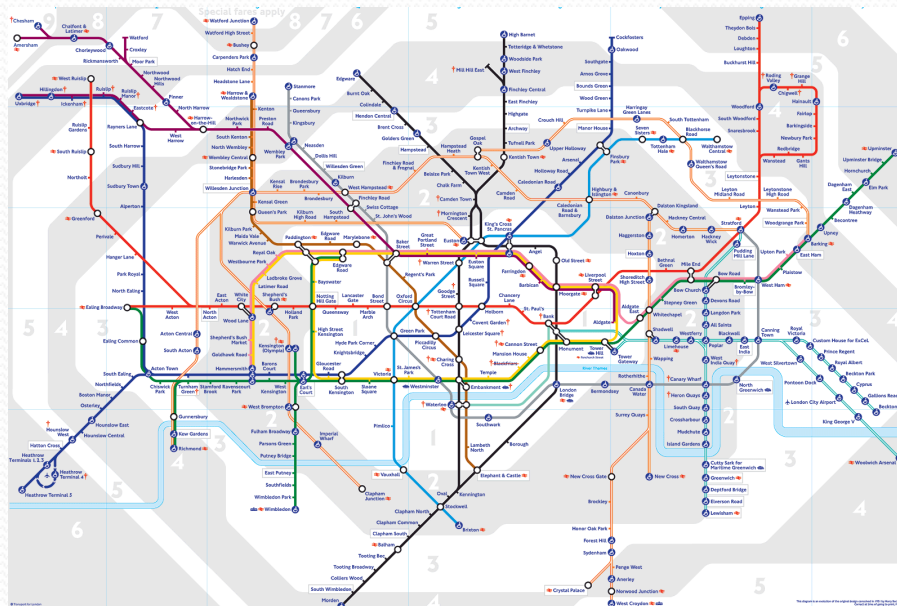 Special fares apply
Chesham
Chalfont &
Latimer
Amersham
Chorleywood
Rickmansworth
Watford
Croxley
Moor Park
Northwood
Northwood
Hills
Pinner
North Harrow
Harrow-
on-the-Hill
West
Harrow
Northwick
Park
Preston
Road
Wembley
Park
West Ruislip
Hillingdon
Uxbridge
Ickenham
Ruislip
Ruislip
Manor
Eastcote
Rayners Lane
South Harrow
Sudbury Hill
Sudbury Town
Alperton
Ruislip
Gardens
South Ruislip
Northolt
Greenford
Perivale
Hanger Lane
Park Royal
North Ealing
Ealing Broadway
West
Acton
North
Acton
East
Acton
White
City
Ealing Common
South Ealing
Acton Town
Northfields
Boston Manor
Osterley
Hounslow East
Hounslow Central
Hounslow
West
Hatton Cross
Heathrow
Terminals 1, 2, 3
Heathrow
Terminal 4
Heathrow Terminal 5
Watford Junction
Watford High Street
Bushey
Carpenders Park
Hatch End
Headstone Lane
Harrow &
Wealdstone
Kenton
South Kenton
North Wembley
Wembley Central
Stonebridge Park
Harlesden
Willesden Junction
Kensal
Rise
Brondesbury
Park
Brondesbury
Kensal Green
Queen's Park
Kilburn Park
Maida Vale
Warwick Avenue
Royal Oak
Westbourne Park
Ladbroke Grove
Latimer Road
Stanmore
Canons Park
Queensbury
Kingsbury
Neasden
Dollis Hill
Willesden Green
Kilburn
West Hampstead
Finchley Road
Swiss Cottage
St. John's Wood
Kilburn
High Road
South
Hampstead
Edgware
Burnt Oak
Colindale
Hendon Central
Brent Cross
Golders Green
Hampstead
Finchley Road
& Frognal
Belsize Park
Chalk Farm
Camden Town
Mornington
Crescent
Euston
Hampstead
Heath
Gospel
Oak
Kentish
Town West
Kentish Town
Camden
Road
High Barnet
Totteridge & Whetstone
Woodside Park
West Finchley
Mill Hill East
Finchley Central
East Finchley
Highgate
Archway
Tufnell Park
Upper Holloway
Crouch Hill
Cockfosters
Oakwood
Southgate
Arnos Grove
Bounds Green
Wood Green
Turnpike Lane
Manor House
Harringay
Green Lanes
Finsbury
Park
Arsenal
Holloway Road
Caledonian Road
Caledonian
Road &
Barnsbury
Highbury &
Islington
Canonbury
Seven
Sisters
South Tottenham
Tottenham
Hale
Blackhorse
Road
Walthamstow
Central
Walthamstow
Queen's Road
Epping
Theydon Bois
Debden
Loughton
Buckhurst Hill
Roding
Valley
Grange
Hill
Chigwell
Hainault
Woodford
South Woodford
Snaresbrook
Fairlop
Barkingside
Newbury Park
Redbridge
Wanstead
Gants
Hill
Leytonstone
Leyton
Midland Road
Leytonstone
High Road
Leyton
Wanstead Park
Woodgrange Park
Upminster
Upminster Bridge
Hornchurch
Elm Park
Dagenham
East
Dagenham
Heathway
Becontree
Upney
Barking
East Ham
Plaistow
West Ham
Stratford
Pudding
Mill Lane
Bow Road
Bow Church
Bromley-
by-Bow
Mile End
Stepney Green
Whitechapel
Bethnal
Green
Dalston Kingsland
Dalston Junction
Hackney Central
Haggerston
Homerton
Hackney
Wick
Hoxton
Shoreditch
High Street
Paddington
Edgware
Road
Marylebone
Edgware
Road
Bayswater
Baker
Street
Great
Portland
Street
Warren Street
Regent's Park
Euston
Square
King's Cross
St. Pancras
Angel
Farringdon
Old Street
Barbican
Moorgate
Liverpool
Street
Russell
Square
Goodge
Street
Notting
Hill Gate
Queensway
Lancaster
Gate
Marble
Arch
Bond
Street
Oxford
Circus
Tottenham
Court Road
Holborn
Chancery
Lane
St. Paul's
Bank
Covent Garden
Leicester Square
Shepherd's
Bush
Holland
Park
Wood Lane
Shepherd's Bush
Market
Goldhawk Road
Kensington
(Olympia)
Hammersmith
Barons
Court
West
Kensington
Earl's
Court
High Street
Kensington
Gloucester
Road
South
Kensington
Sloane
Square
Victoria
St. James's
Park
Westminster
Hyde Park Corner
Knightsbridge
Green Park
Piccadilly
Circus
Charing
Cross
Embankment
Temple
Blackfriars
Mansion House
Cannon Street
Monument
Tower
Hill
Fenchurch Street
Tower
Gateway
Aldgate
Aldgate
East
Acton Central
South Acton
Chiswick
Park
Turnham
Green
Stamford
Brook
Ravenscourt
Park
Gunnersbury
Kew Gardens
Richmond
West Brompton
Fulham Broadway
Parsons Green
Putney Bridge
East Putney
Southfields
Wimbledon Park
Wimbledon
Imperial
Wharf
Clapham
Junction
Pimlico
Vauxhall
Waterloo
Southwark
Lambeth
North
Elephant & Castle
Borough
London
Bridge
Bermondsey
Kennington
Oval
Stockwell
Brixton
Clapham North
Clapham Common
Clapham South
Balham
Tooting Bec
Tooting Broadway
Colliers Wood
South Wimbledon
Morden
River Thames
Shadwell
Wapping
Rotherhithe
Canada
Water
Surrey Quays
New Cross Gate
New Cross
Brockley
Honor Oak Park
Forest Hill
Sydenham
Crystal Palace
Penge West
Anerley
Norwood Junction
West Croydon
Limehouse
Westferry
Poplar
West
India Quay
Canary Wharf
Heron Quays
South Quay
Crossharbour
Mudchute
Island Gardens
Cutty Sark for
Maritime Greenwich
Greenwich
Deptford Bridge
Elverson Road
Lewisham
Devons Road
Langdon Park
All Saints
Blackwall
East
India
Canning
Town
North
Greenwich
Royal
Victoria
Custom House for ExCeL
Prince Regent
Royal Albert
Beckton Park
Cyprus
Gallions Reach
Beckton
West Silvertown
Pontoon Dock
London City Airport
King George V
Woolwich Arsenal